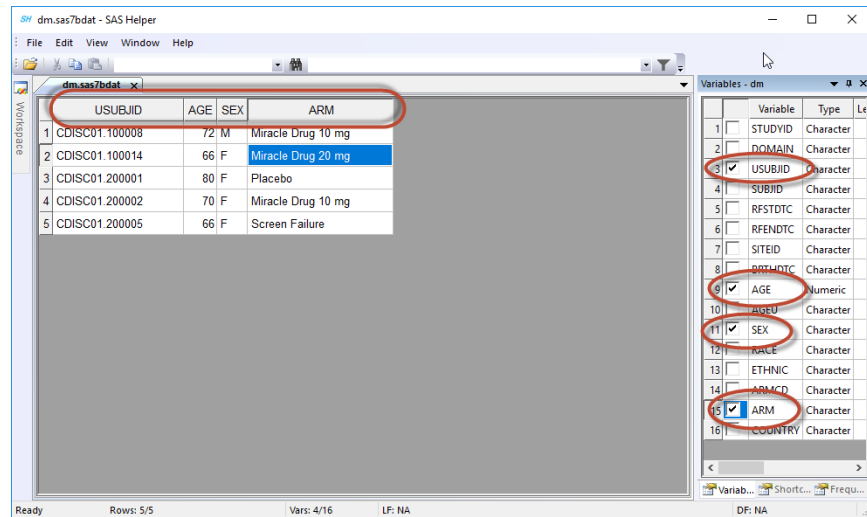 SH dm.sas7bdat - SAS Helper
File Edit View Window Help
dm.sas7bdat x
Variables - dm
Workspace
USUBJID AGE SEX ARM
1 CDISC01.100008 72 M Miracle Drug 10 mg
2 CDISC01.100014 66 F Miracle Drug 20 mg
3 CDISC01.200001 80 F Placebo
4 CDISC01.200002 70 F Miracle Drug 10 mg
5 CDISC01.200005 66 F Screen Failure
Variable Type Le
1 STUDYID Character
2 DOMAIN Character
3 USUBJID Character
4 SUBJID Character
5 RFSTDTC Character
6 RFENDTC Character
7 SITEID Character
8 BRTHDTC Character
9 AGE Numeric
10 AGEU Character
11 SEX Character
12 RACE Character
13 ETHNIC Character
14 ARMCD Character
15 ARM Character
16 COUNTRY Character
Variab... Shortc... Frequ...
Ready Rows: 5/5 Vars: 4/16 LF: NA DF: NA